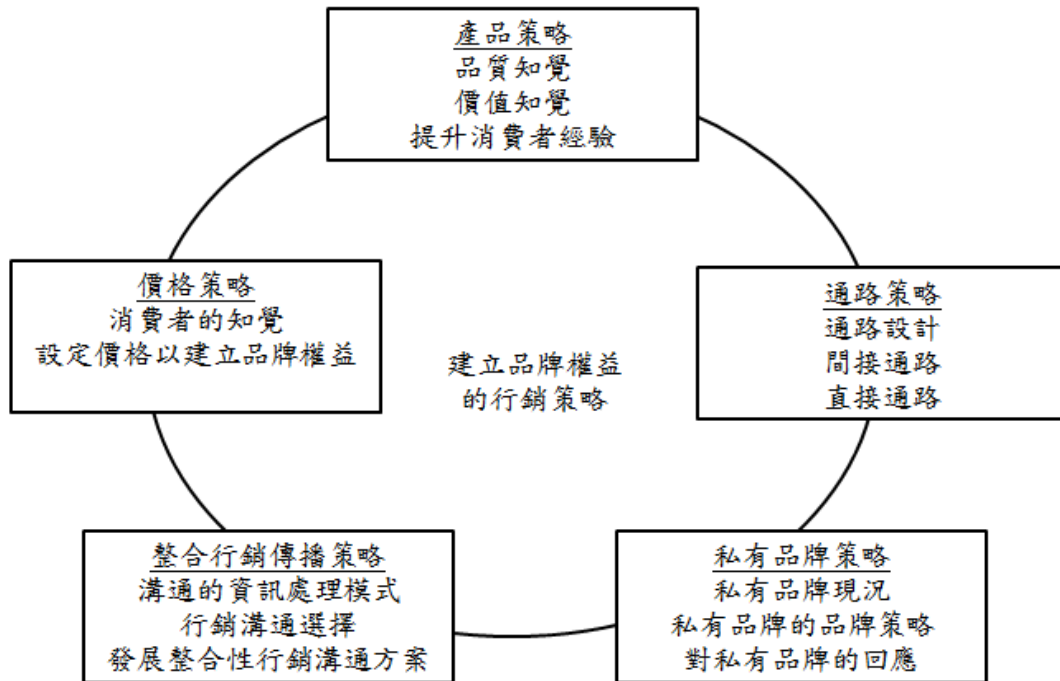 產品策略
品質知覺
價值知覺
提升消費者經驗
價格策略
消費者的知覺
設定價格以建立品牌權益
建立品牌權益
的行銷策略
通路策略
通路設計
間接通路
直接通路
整合行銷傳播策略
溝通的資訊處理模式
行銷溝通選擇
發展整合性行銷溝通方案
私有品牌策略
私有品牌現況
私有品牌的品牌策略
對私有品牌的回應